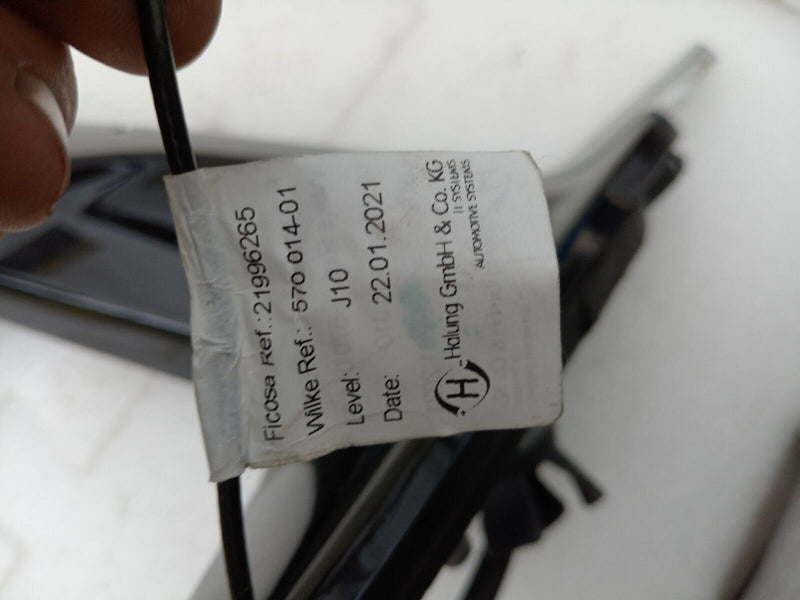 Ficosa Ref.:21996265
Wilke Ref.: 570 014-01
Level: J10
Date: 22.01.2021
H Halung GmbH & Co. KG
IT SYSTEMS
AUTOMOTIVE SYSTEMS